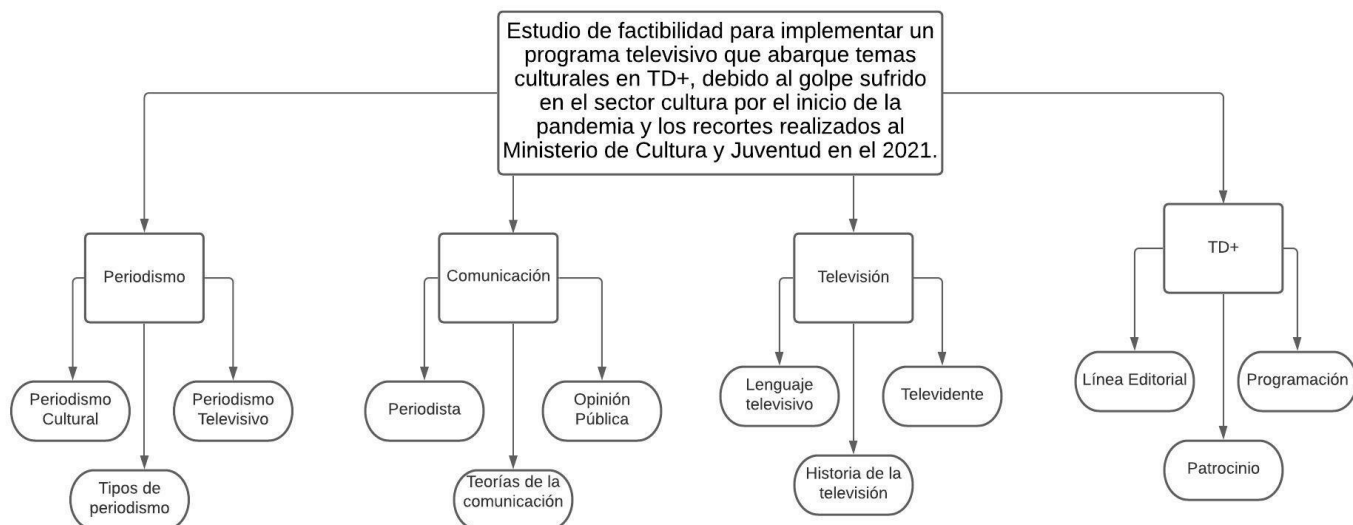 Estudio de factibilidad para implementar un
programa televisivo que abarque temas
culturales en TD+, debido al golpe sufrido
en el sector cultura por el inicio de la
pandemia y los recortes realizados al
Ministerio de Cultura y Juventud en el 2021.
Periodismo
Comunicación
Televisión
TD+
Periodismo
Cultural
Periodismo
Televisivo
Tipos de
periodismo
Periodista
Opinión
Pública
Teorías de la
comunicación
Lenguaje
televisivo
Televidente
Historia de la
televisión
Línea Editorial
Programación
Patrocinio